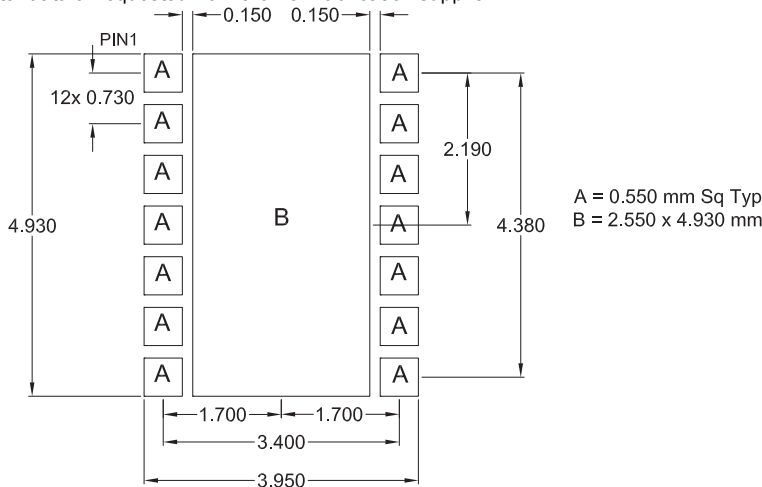 0.150 0.150
PIN1
A A
12x 0.730
A A
2.190
A A
A = 0.550 mm Sq Typ
4.930 A B A 4.380
B = 2.550 x 4.930 mm
A A
A A
A A
1.700 1.700
3.400
3.950